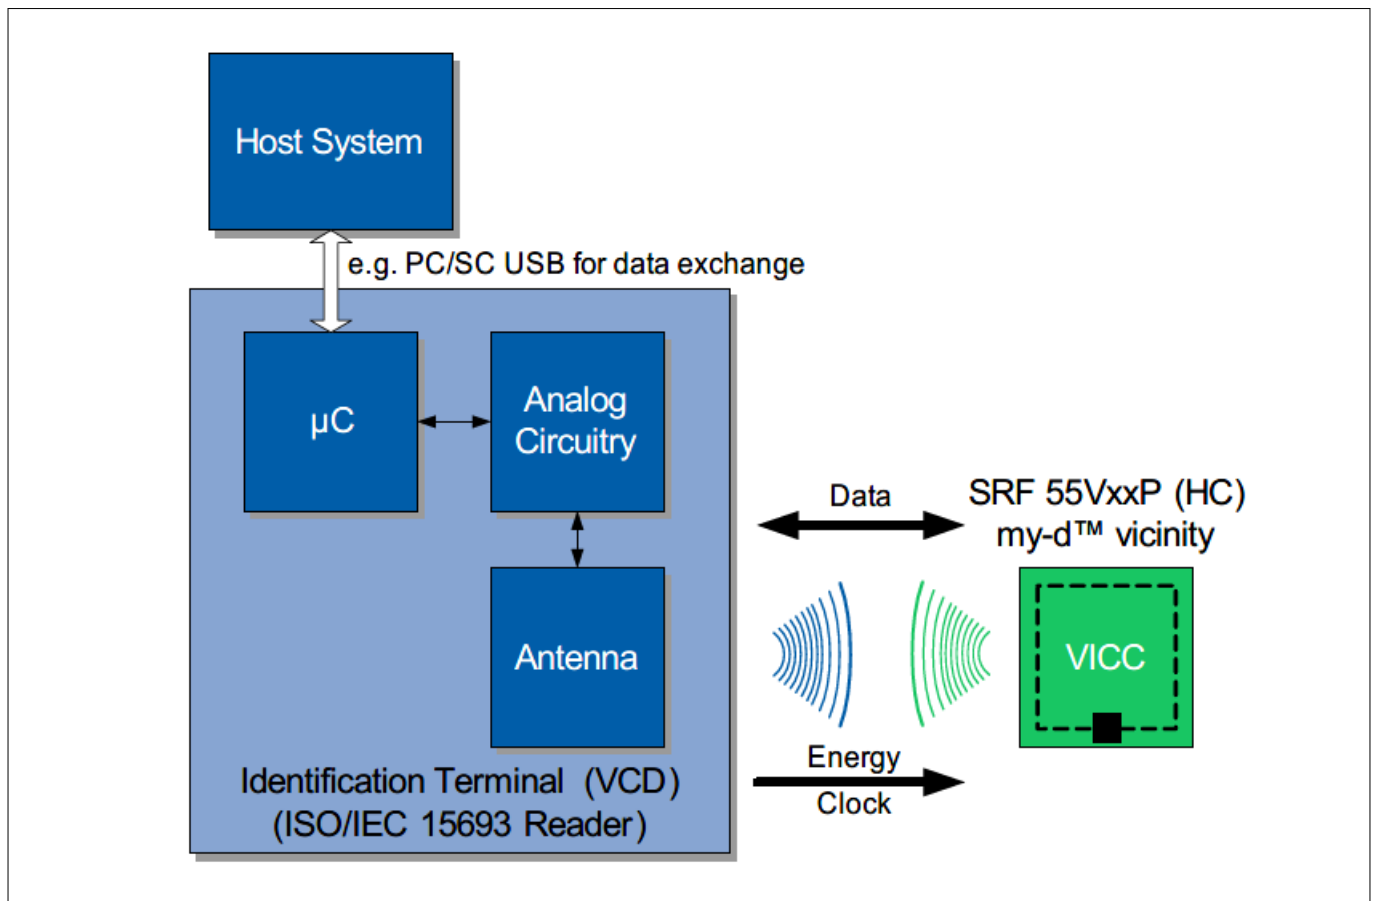 Host System
e.g. PC/SC USB for data exchange
µC
Analog
Circuitry
Antenna
Identification Terminal (VCD)
(ISO/IEC 15693 Reader)
Data
SRF 55VxxP (HC)
my-d™ vicinity
VICC
Energy
Clock